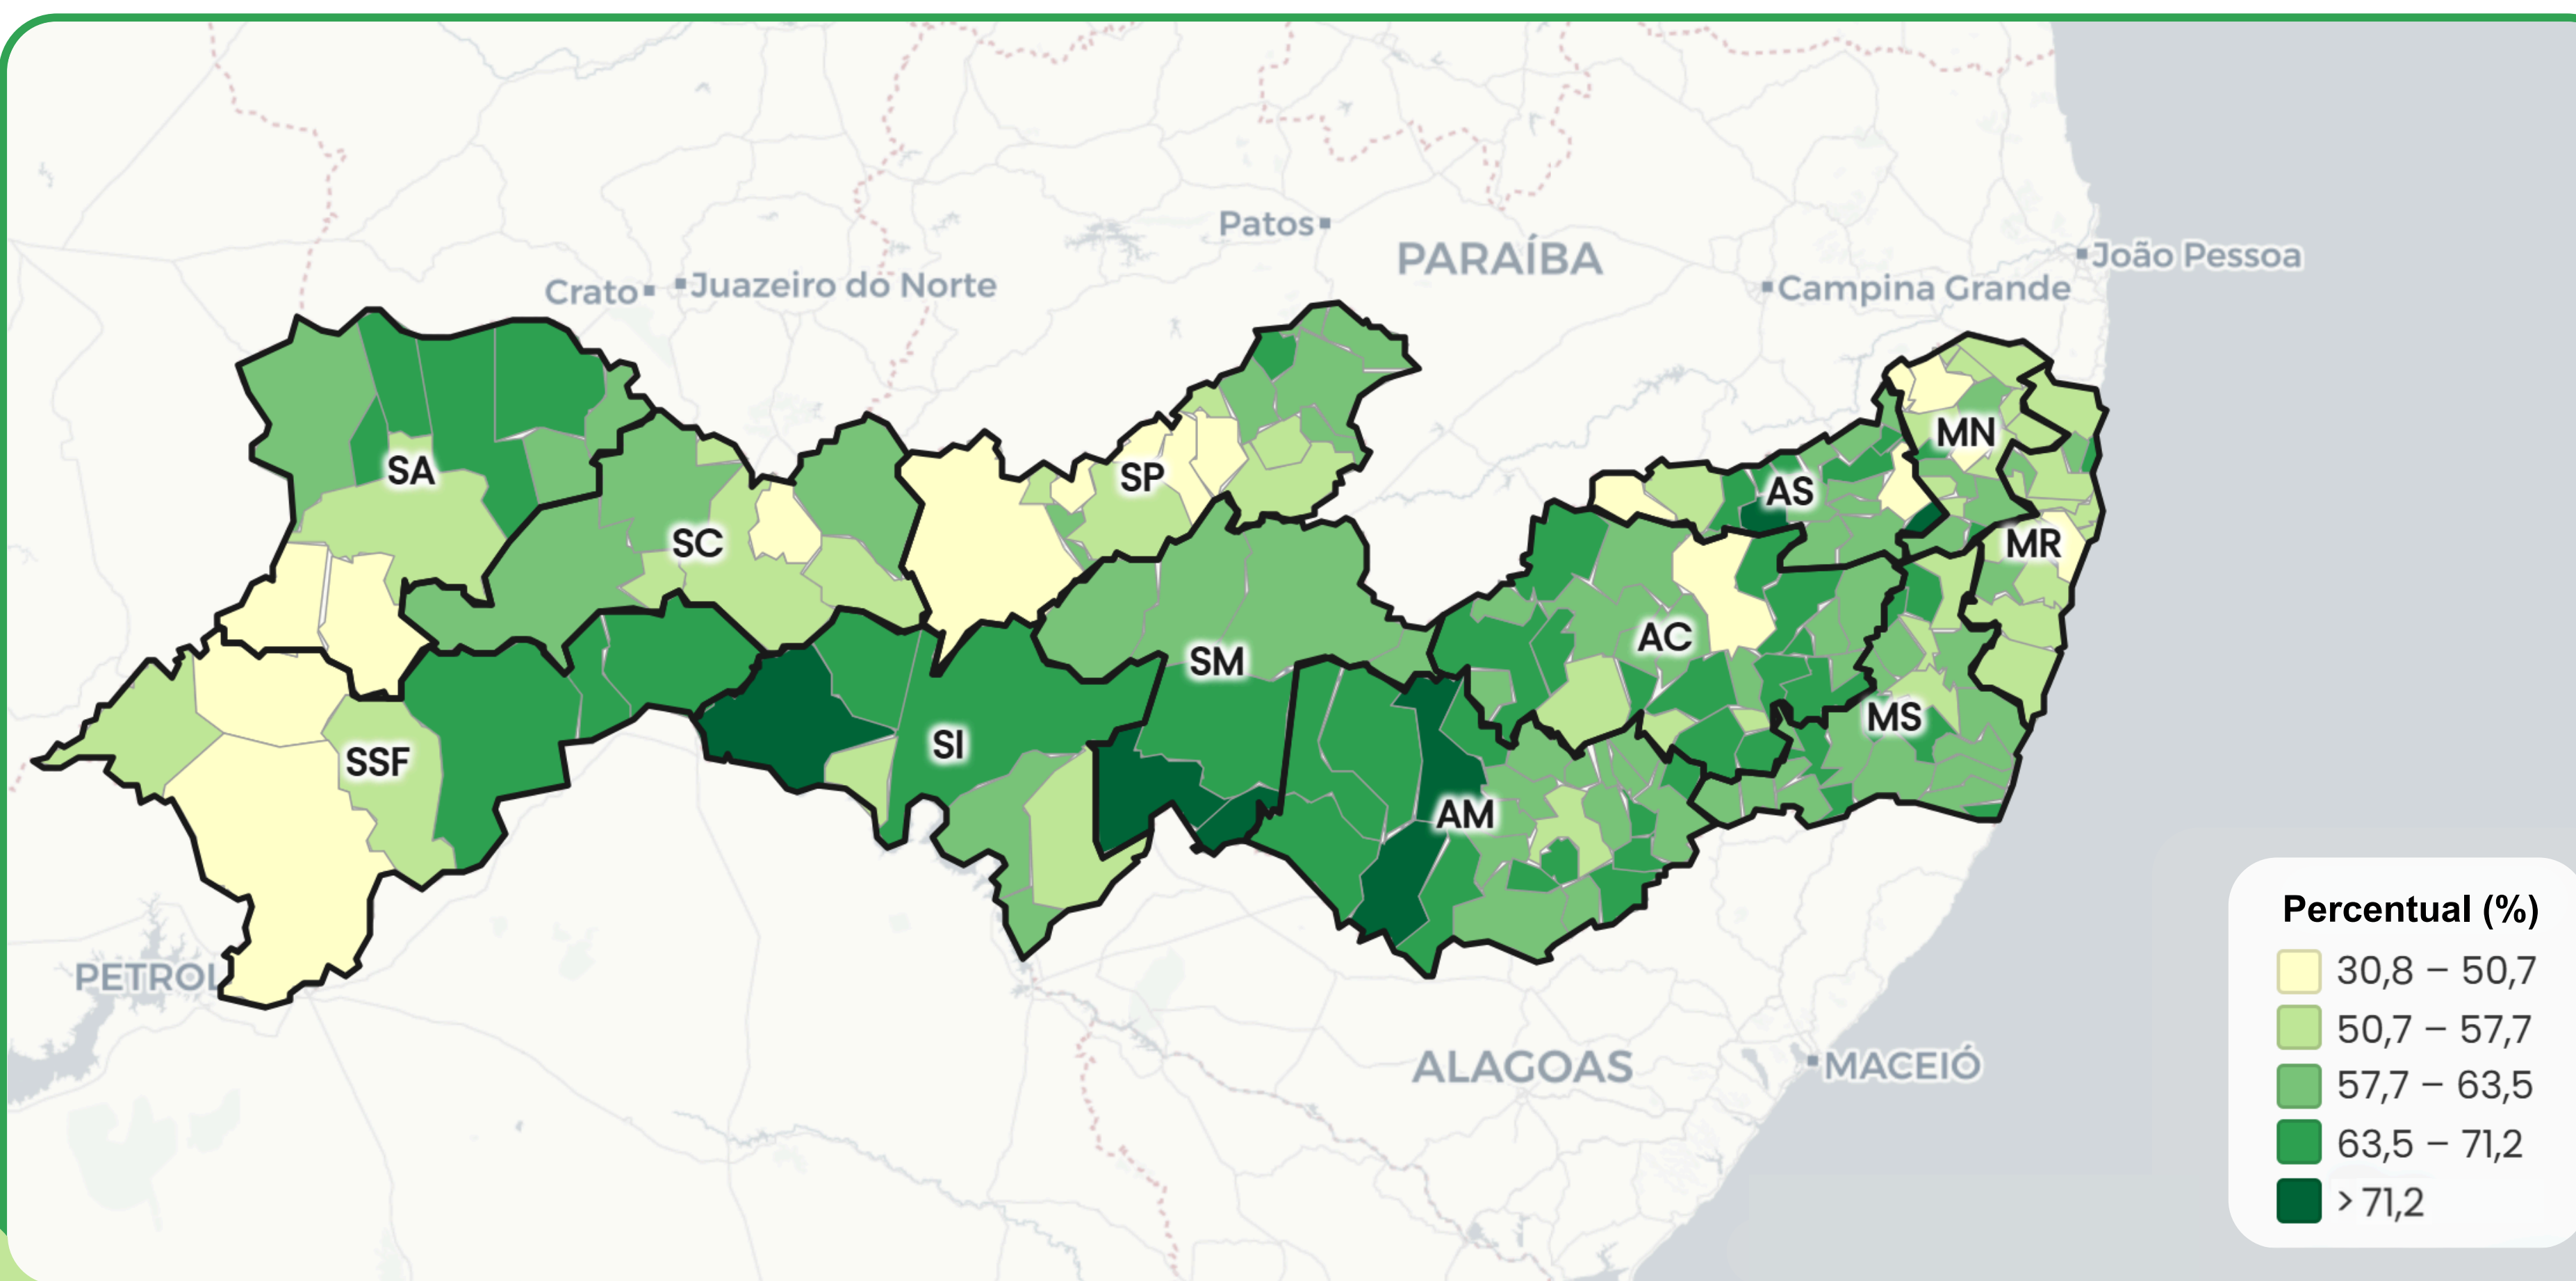 Patos
PARAÍBA
João Pessoa
Crato
Juazeiro do Norte
Campina Grande
SA
MN
SP
AS
SC
MR
AC
SM
MS
SI
SSF
AM
PETROL
ALAGOAS
MACEIÓ
Percentual (%)
30,8 – 50,7
50,7 – 57,7
57,7 – 63,5
63,5 – 71,2
> 71,2